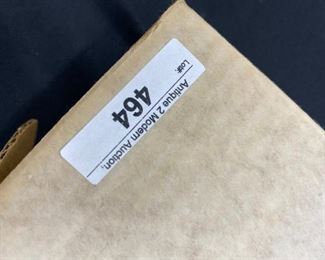 Antique 2 Modern Auction,
464
Lot#: